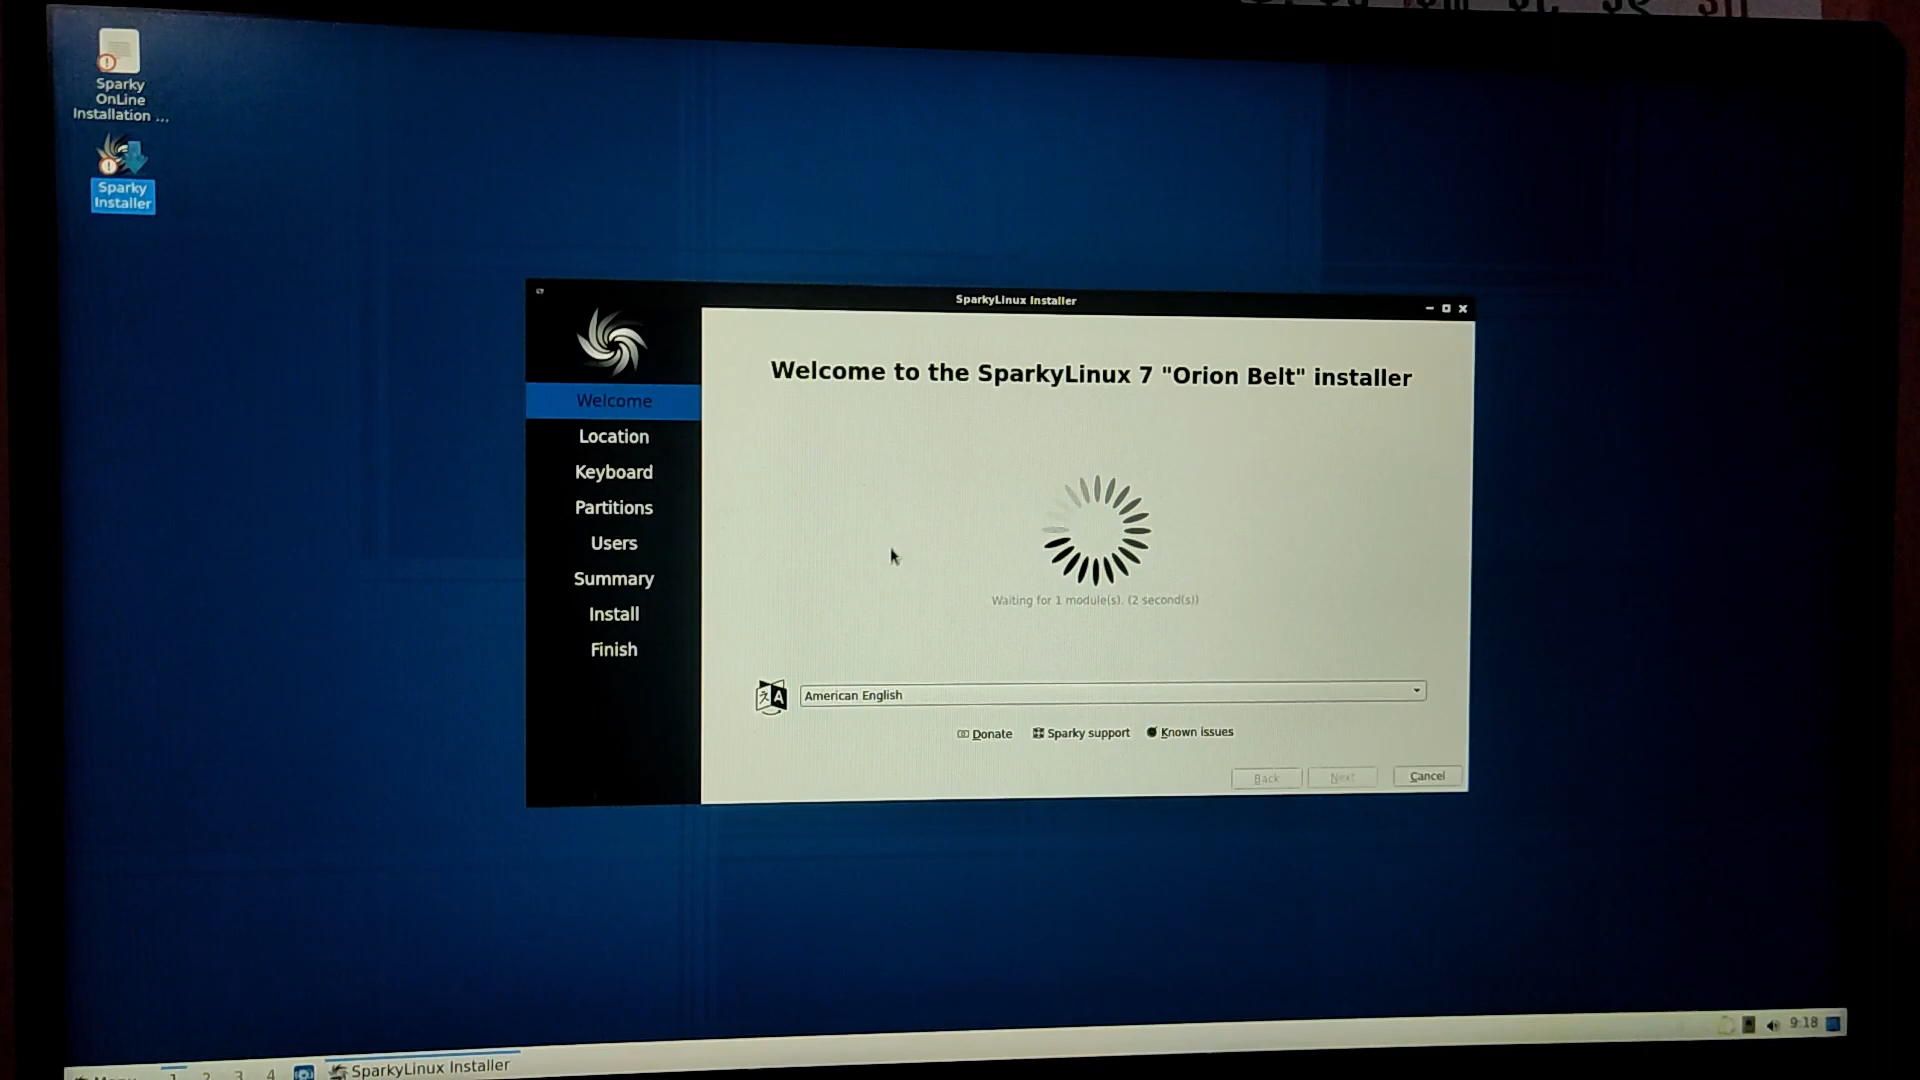 Sparky
OnLine
Installation ...
Sparky
Installer
SparkyLinux Installer
Welcome to the SparkyLinux 7 "Orion Belt" installer
Welcome
Location
Keyboard
Partitions
Users
Summary
Install
Finish
Waiting for 1 module(s). (2 second(s))
American English
Donate Sparky support Known issues
Back Next Cancel
1 2 3 4 SparkyLinux Installer 9:18